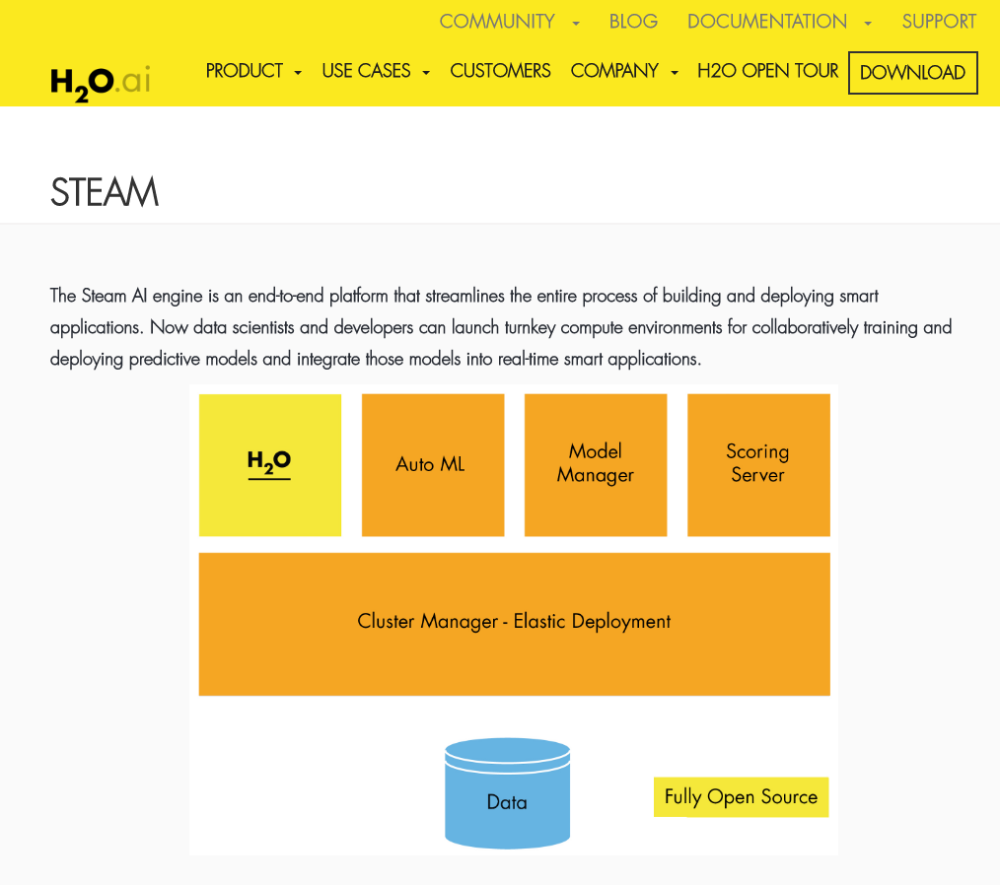 COMMUNITY BLOG DOCUMENTATION SUPPORT
H2O.ai PRODUCT USE CASES CUSTOMERS COMPANY H2O OPEN TOUR DOWNLOAD
STEAM
The Steam AI engine is an end-to-end platform that streamlines the entire process of building and deploying smart
applications. Now data scientists and developers can launch turnkey compute environments for collaboratively training and
deploying predictive models and integrate those models into real-time smart applications.
H2O
Auto ML
Model
Manager
Scoring
Server
Cluster Manager - Elastic Deployment
Data
Fully Open Source